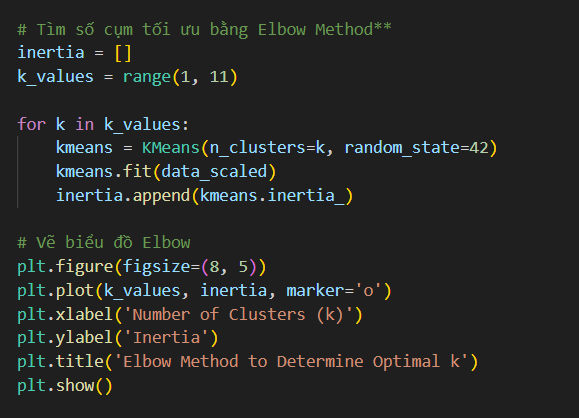 # Tìm số cụm tối ưu bằng Elbow Method**
inertia = []
k_values = range(1, 11)
for k in k_values:
    kmeans = KMeans(n_clusters=k, random_state=42)
    kmeans.fit(data_scaled)
    inertia.append(kmeans.inertia_)
# Vẽ biểu đồ Elbow
plt.figure(figsize=(8, 5))
plt.plot(k_values, inertia, marker='o')
plt.xlabel('Number of Clusters (k)')
plt.ylabel('Inertia')
plt.title('Elbow Method to Determine Optimal k')
plt.show()